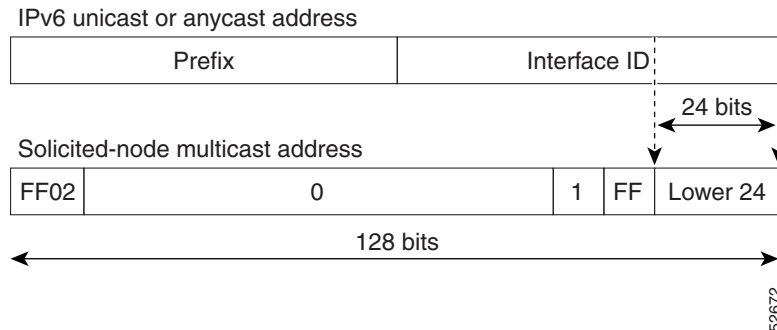 IPv6 unicast or anycast address
Prefix Interface ID
24 bits
Solicited-node multicast address
FF02 0 1 FF Lower 24
128 bits
52672